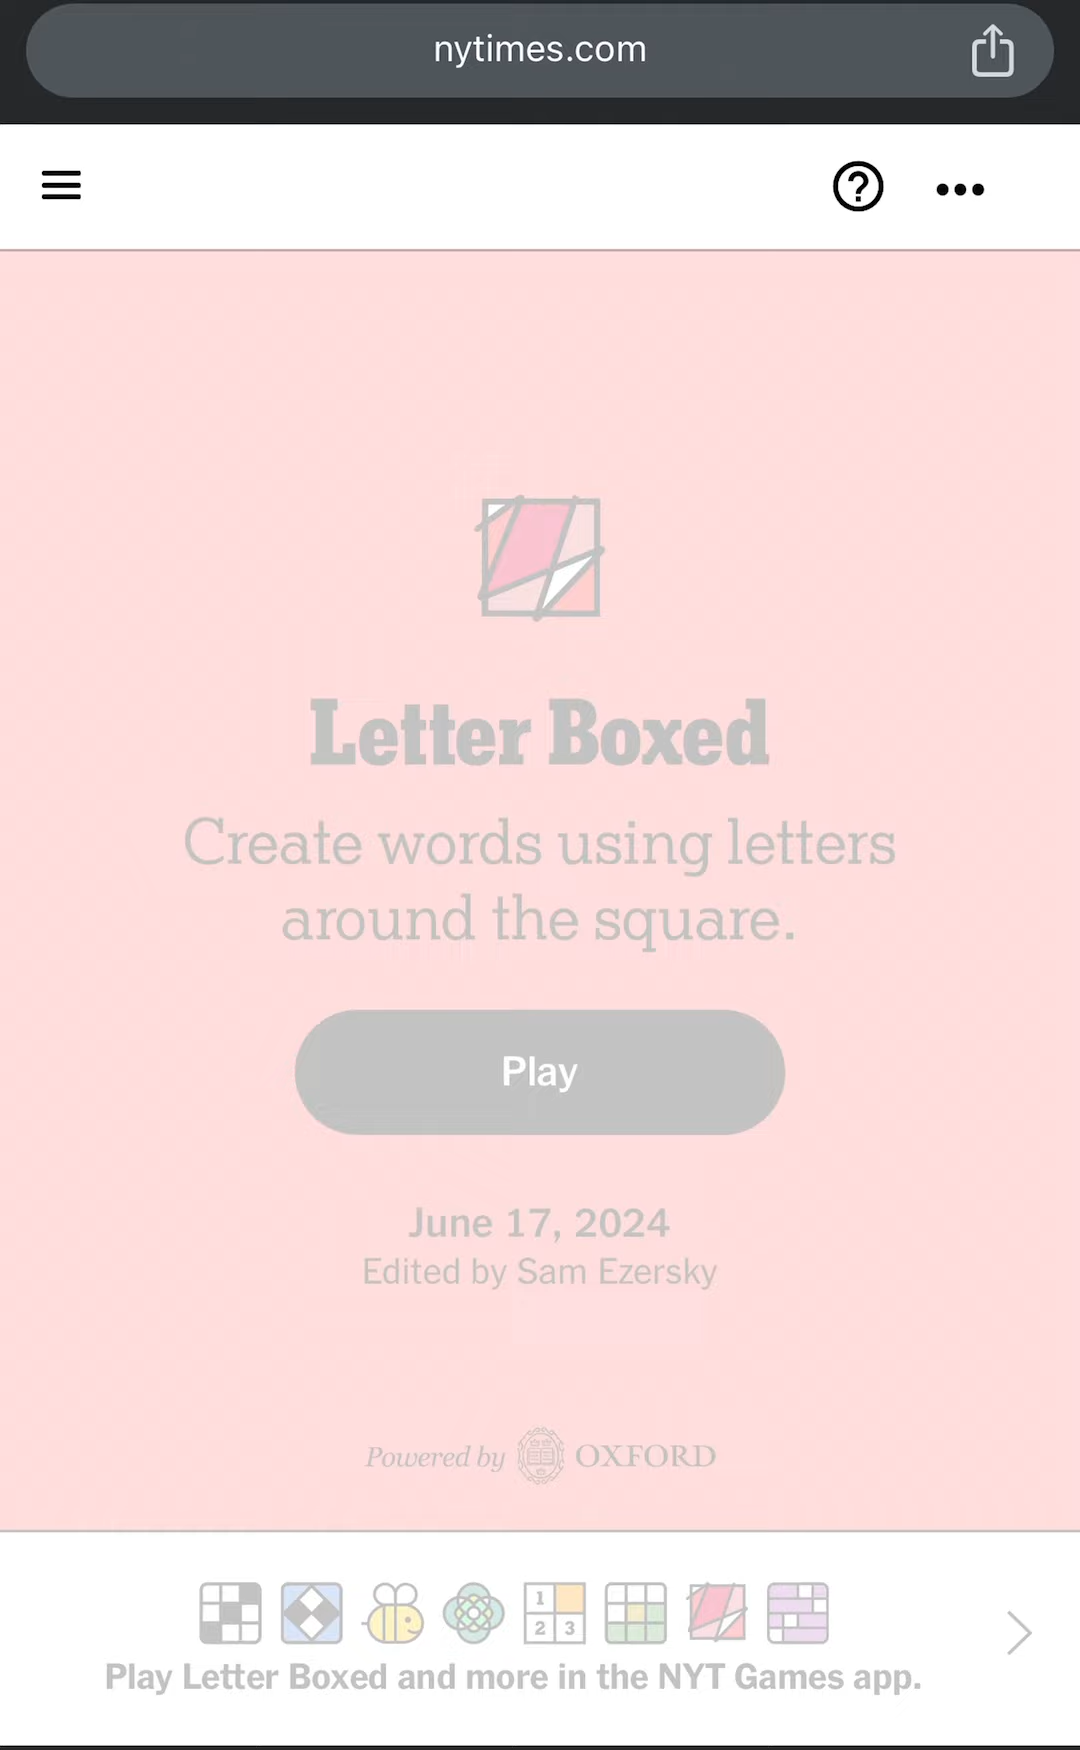 nytimes.com
Letter Boxed
Create words using letters
around the square.
Play
June 17, 2024
Edited by Sam Ezersky
Powered by OXFORD
1
2 3
Play Letter Boxed and more in the NYT Games app.